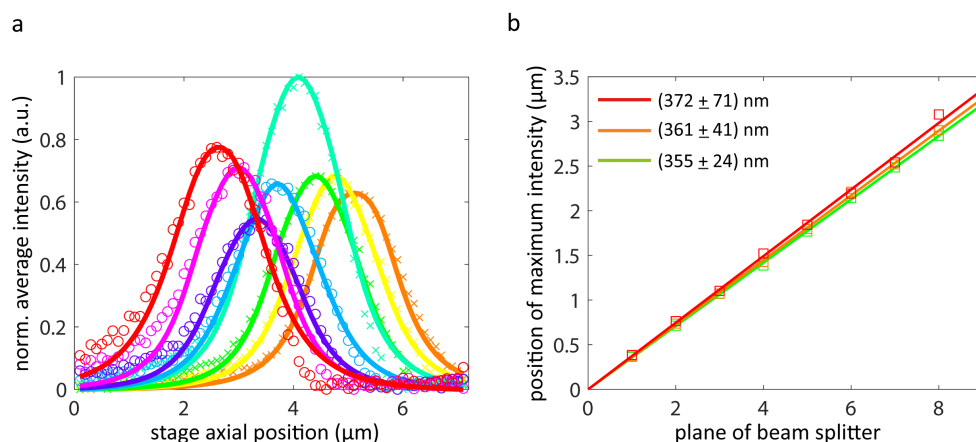 a
norm. average intensity (a.u.)
1
0.8
0.6
0.4
0.2
0
0
2
4
6
stage axial position (μm)
b
position of maximum intensity (μm)
3.5
3
2.5
2
1.5
1
0.5
0
0
2
4
6
8
plane of beam splitter
(372 ± 71) nm
(361 ± 41) nm
(355 ± 24) nm